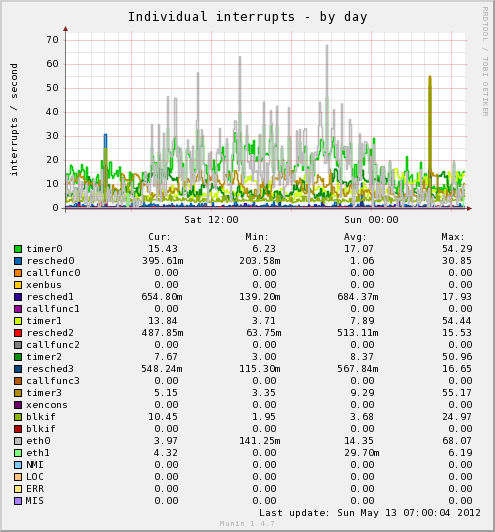 Individual interrupts - by day
RRDTOOL / TOBI OETIKER
interrupts / second
70
60
50
40
30
20
10
0
Sat 12:00 Sun 00:00
Cur: Min: Avg: Max:
timer0 15.43 6.23 17.07 54.29
resched0 395.61m 203.58m 1.06 30.85
callfunc0 0.00 0.00 0.00 0.00
xenbus 0.00 0.00 0.00 0.00
resched1 654.80m 139.20m 684.37m 17.93
callfunc1 0.00 0.00 0.00 0.00
timer1 13.84 3.71 7.89 54.44
resched2 487.85m 63.75m 513.11m 15.53
callfunc2 0.00 0.00 0.00 0.00
timer2 7.67 3.00 8.37 50.96
resched3 548.24m 115.30m 567.84m 16.65
callfunc3 0.00 0.00 0.00 0.00
timer3 5.15 3.35 9.29 55.17
xencons 0.00 0.00 0.00 0.00
blkif 10.45 1.95 3.68 24.97
blkif 0.00 0.00 0.00 0.00
eth0 3.97 141.25m 14.35 68.07
eth1 4.32 0.00 29.70m 6.19
NMI 0.00 0.00 0.00 0.00
LOC 0.00 0.00 0.00 0.00
ERR 0.00 0.00 0.00 0.00
MIS 0.00 0.00 0.00 0.00
Last update: Sun May 13 07:00:04 2012
Munin 1.4.7